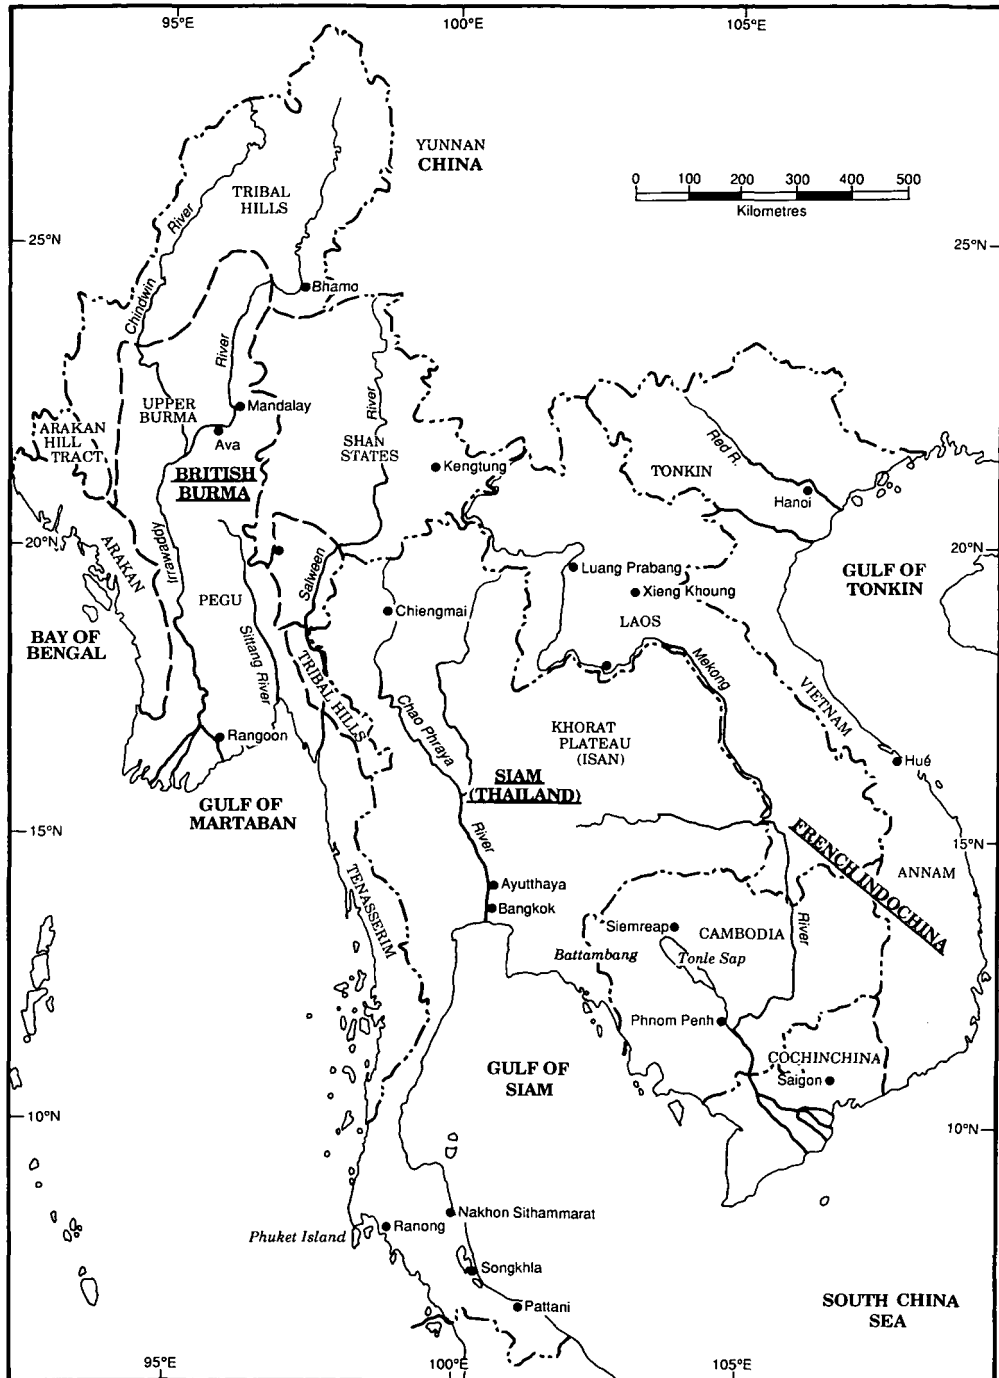 95°E
100°E
105°E
YUNNAN
CHINA
0 100 200 300 400 500
Kilometres
TRIBAL
HILLS
River
25°N
25°N
Chindwin
Bhamo
River
UPPER
BURMA
Mandalay
Ava
River
ARAKAN
HILL
TRACT
SHAN
STATES
BRITISH
BURMA
Kengtung
Red R.
TONKIN
Hanoi
20°N
20°N
ARAKAN
Irrawaddy
Salween
Luang Prabang
GULF OF
TONKIN
Xieng Khoung
PEGU
Chiengmai
LAOS
BAY OF
BENGAL
Sittang River
TRIBAL HILLS
Mekong
VIETNAM
Chao Phraya
KHORAT
PLATEAU
(ISAN)
Rangoon
Hué
SIAM
(THAILAND)
GULF OF
MARTABAN
15°N
River
FRENCH INDOCHINA
15°N
TENASSERIM
ANNAM
Ayutthaya
Bangkok
Siemreap
CAMBODIA
River
Battambang
Tonle Sap
Phnom Penh
COCHINCHINA
GULF OF
SIAM
Saigon
10°N
10°N
Nakhon Sithammarat
Phuket Island
Ranong
Songkhla
Pattani
SOUTH CHINA
SEA
95°E
100°E
105°E